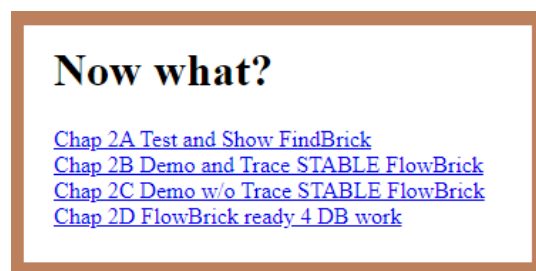 Now what?
Chap 2A Test and Show FindBrick
Chap 2B Demo and Trace STABLE FlowBrick
Chap 2C Demo w/o Trace STABLE FlowBrick
Chap 2D FlowBrick ready 4 DB work